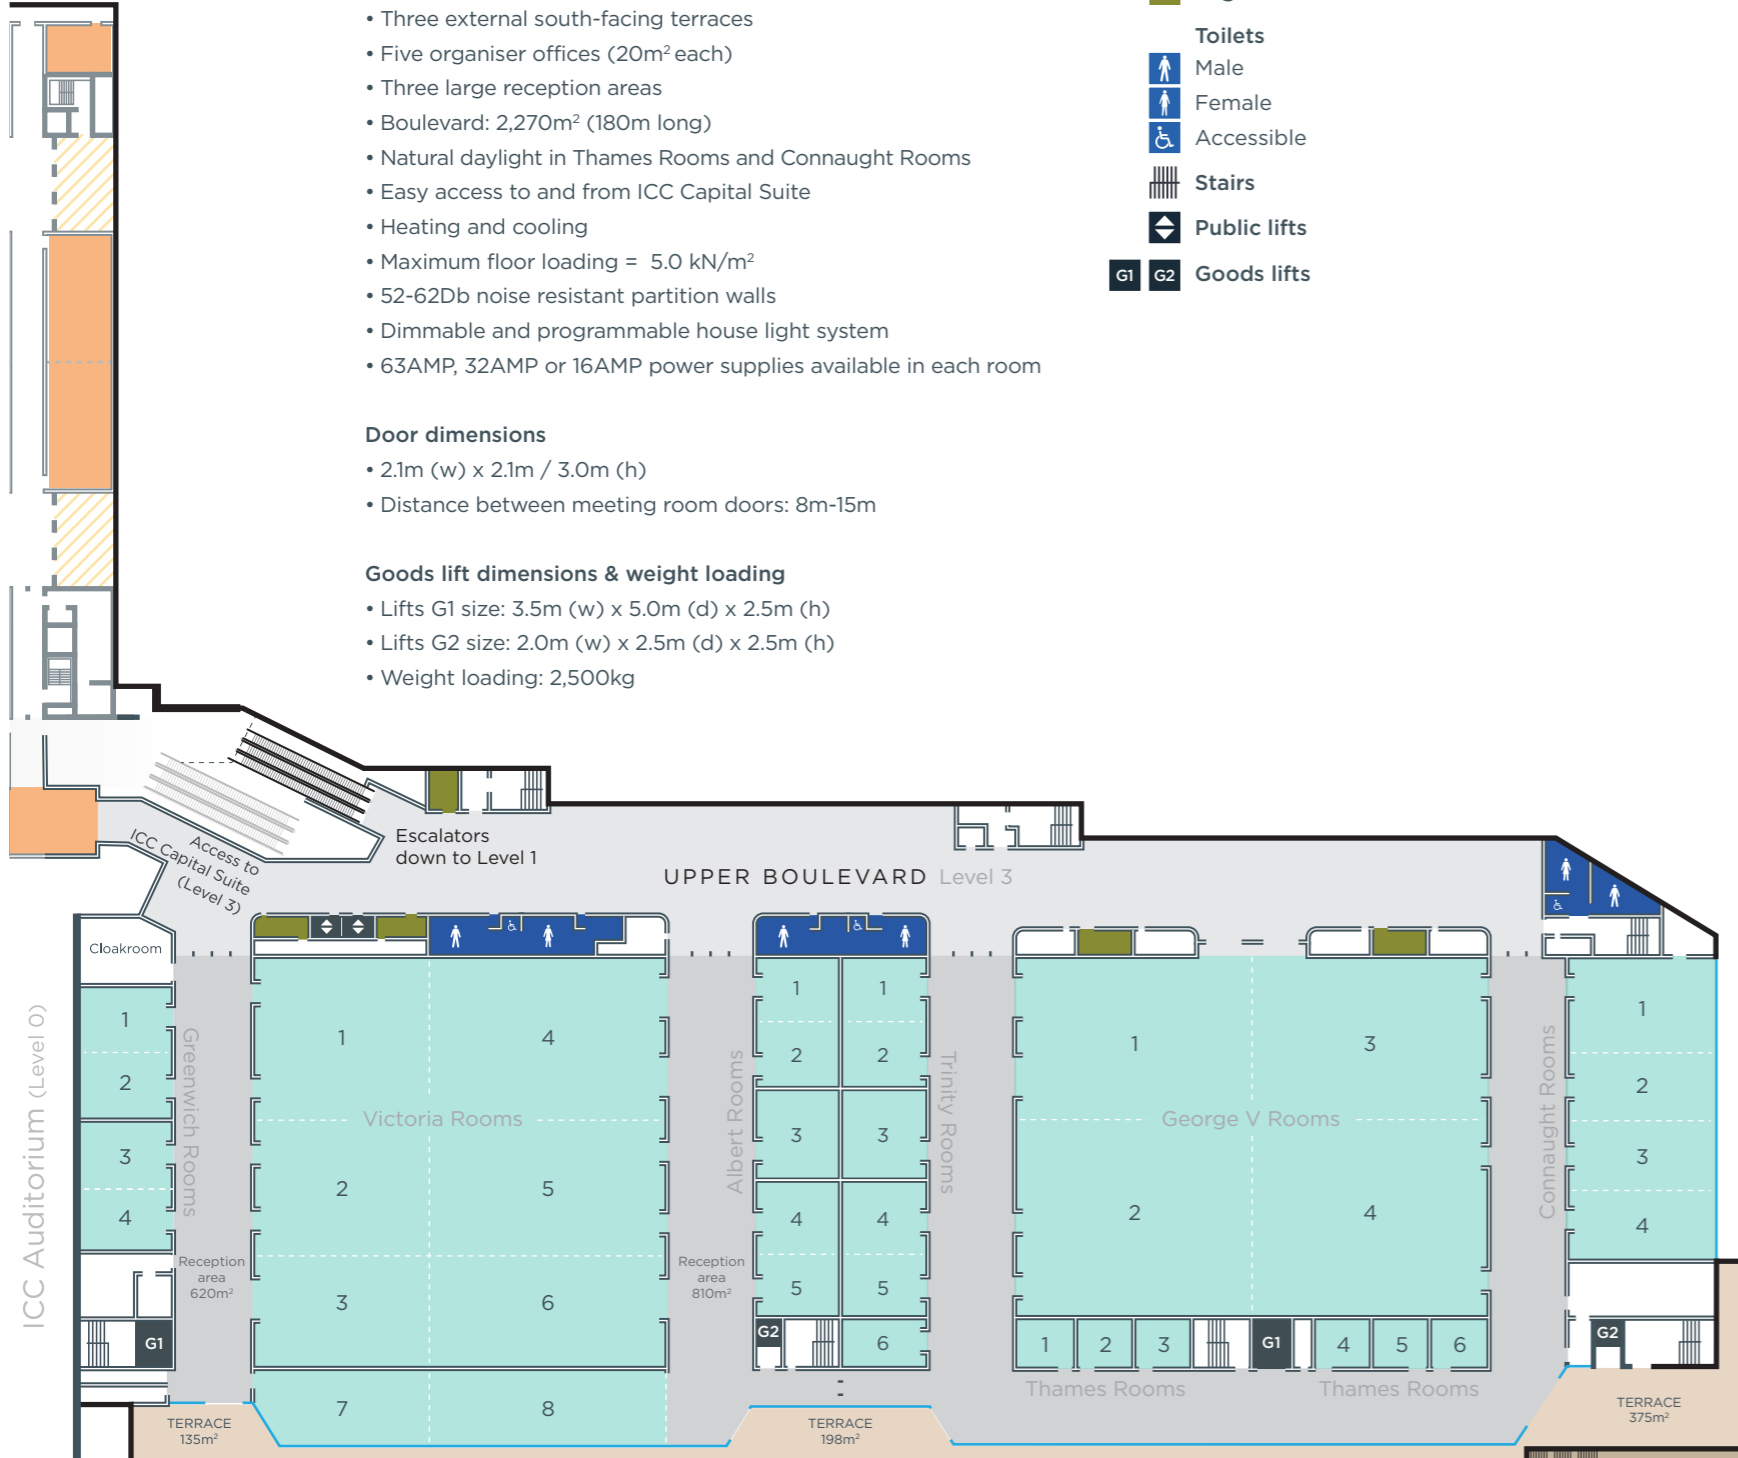 • Three external south-facing terraces
• Five organiser offices (20m² each)
• Three large reception areas
• Boulevard: 2,270m² (180m long)
• Natural daylight in Thames Rooms and Connaught Rooms
• Easy access to and from ICC Capital Suite
• Heating and cooling
• Maximum floor loading = 5.0 kN/m²
• 52-62Db noise resistant partition walls
• Dimmable and programmable house light system
• 63AMP, 32AMP or 16AMP power supplies available in each room
Door dimensions
• 2.1m (w) x 2.1m / 3.0m (h)
• Distance between meeting room doors: 8m-15m
Goods lift dimensions & weight loading
• Lifts G1 size: 3.5m (w) x 5.0m (d) x 2.5m (h)
• Lifts G2 size: 2.0m (w) x 2.5m (d) x 2.5m (h)
• Weight loading: 2,500kg
Toilets
Male
Female
Accessible
Stairs
Public lifts
G1 G2 Goods lifts
Escalators
down to Level 1
Access to
ICC Capital Suite
(Level 3)
UPPER BOULEVARD Level 3
ICC Auditorium (Level 0)
Cloakroom
1
2
3
4
G1
Greenwich Rooms
Reception
area
620m²
TERRACE
135m²
1
4
Victoria Rooms
2
5
3
6
7
8
Albert Rooms
Reception
area
810m²
1
1
2
2
3
3
4
4
5
5
G2
6
TERRACE
198m²
Trinity Rooms
1
3
George V Rooms
2
4
1
2
3
G1
4
5
6
Thames Rooms
Thames Rooms
Connaught Rooms
1
2
3
4
G2
TERRACE
375m²